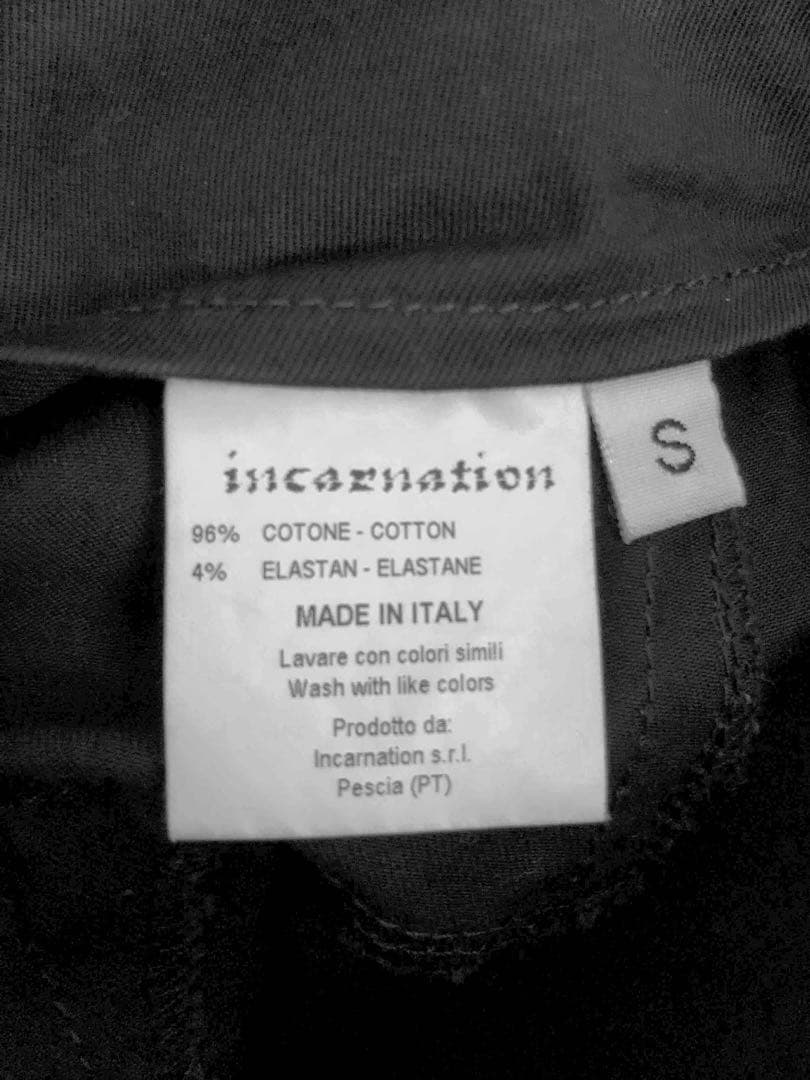 incarnation
S
96% COTONE - COTTON
4% ELASTAN - ELASTANE
MADE IN ITALY
Lavare con colori simili
Wash with like colors
Prodotto da:
Incarnation s.r.l.
Pescia (PT)